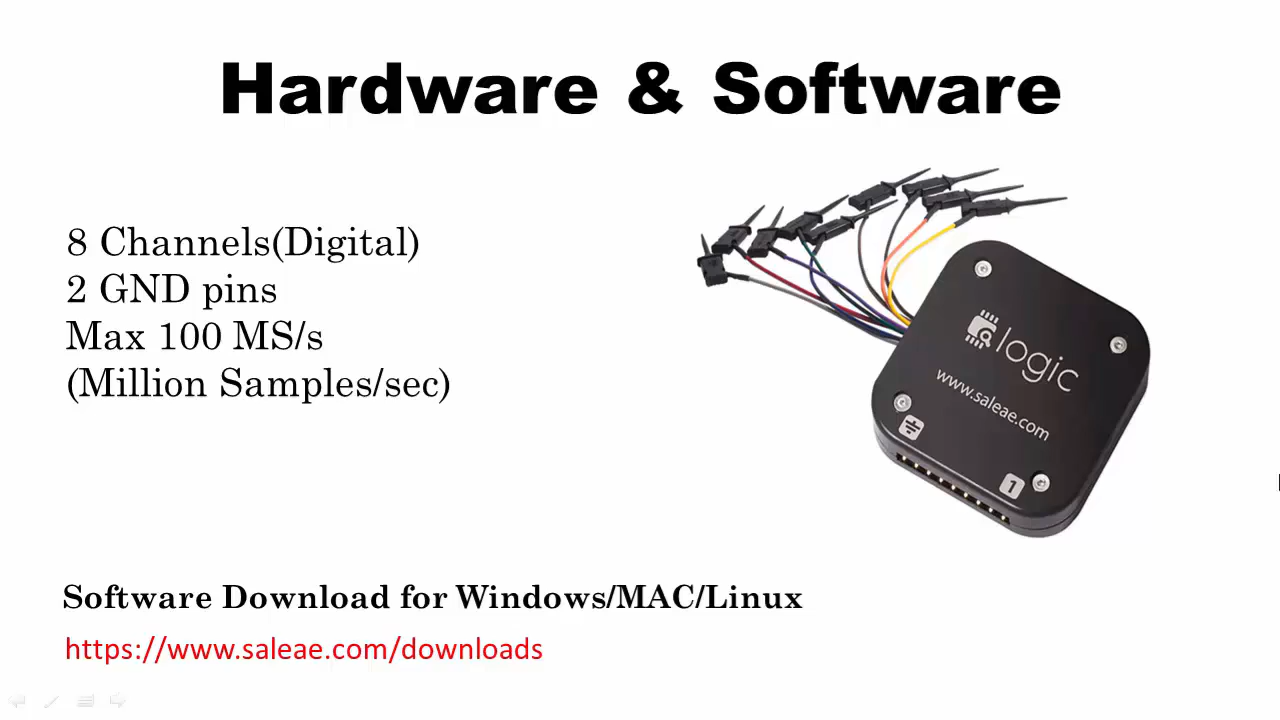 Hardware & Software
8 Channels(Digital)
2 GND pins
Max 100 MS/s
(Million Samples/sec)
logic
www.saleae.com
1
Software Download for Windows/MAC/Linux
https://www.saleae.com/downloads